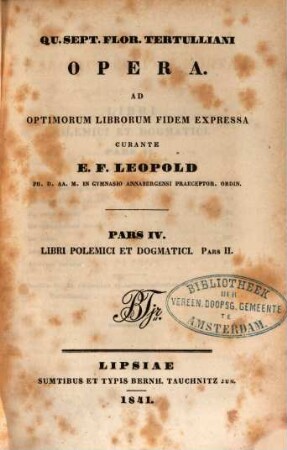 QU. SEPT. FLOR. TERTULLIANI
OPERA.
AD
OPTIMORUM LIBRORUM FIDEM EXPRESSA
CURANTE
E. F. LEOPOLD
PH. D. AA. M. IN GYMNASIO ANNABERGENSI PRAECEPTOR. ORDIN.
PARS IV.
LIBRI POLEMICI ET DOGMATICI. PARS II.
BTjr.
BIBLIOTHEEK
DER
VEREEN. DOOPSG. GEMEENTE
TE
AMSTERDAM.
LIPSIAE
SUMTIBUS ET TYPIS BERNH. TAUCHNITZ JUN.
1841.